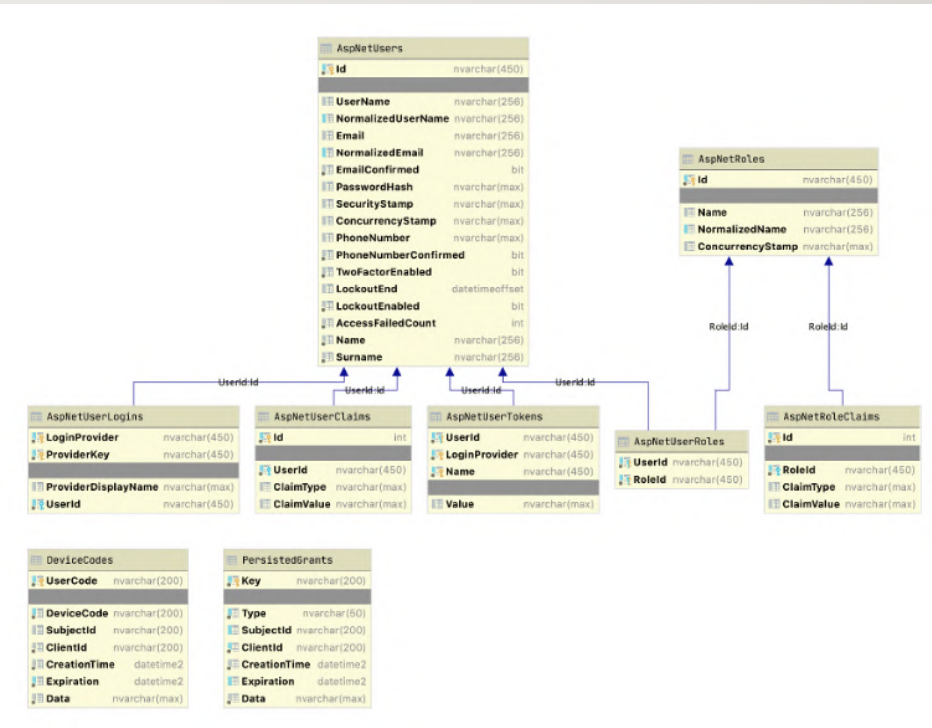 AspNetUsers
Id nvarchar(450)
UserName nvarchar(256)
NormalizedUserName nvarchar(256)
Email nvarchar(256)
NormalizedEmail nvarchar(256)
EmailConfirmed bit
PasswordHash nvarchar(max)
SecurityStamp nvarchar(max)
ConcurrencyStamp nvarchar(max)
PhoneNumber nvarchar(max)
PhoneNumberConfirmed bit
TwoFactorEnabled bit
LockoutEnd datetimeoffset
LockoutEnabled bit
AccessFailedCount int
Name nvarchar(256)
Surname nvarchar(256)
AspNetRoles
Id nvarchar(450)
Name nvarchar(256)
NormalizedName nvarchar(256)
ConcurrencyStamp nvarchar(max)
RoleId:Id
RoleId:Id
UserId:Id
UserId:Id
UserId:Id
UserId:Id
AspNetUserLogins
LoginProvider nvarchar(450)
ProviderKey nvarchar(450)
ProviderDisplayName nvarchar(max)
UserId nvarchar(450)
AspNetUserClaims
Id int
UserId nvarchar(450)
ClaimType nvarchar(max)
ClaimValue nvarchar(max)
AspNetUserTokens
UserId nvarchar(450)
LoginProvider nvarchar(450)
Name nvarchar(450)
Value nvarchar(max)
AspNetUserRoles
UserId nvarchar(450)
RoleId nvarchar(450)
AspNetRoleClaims
Id int
RoleId nvarchar(450)
ClaimType nvarchar(max)
ClaimValue nvarchar(max)
DeviceCodes
UserCode nvarchar(200)
DeviceCode nvarchar(200)
SubjectId nvarchar(200)
ClientId nvarchar(200)
CreationTime datetime2
Expiration datetime2
Data nvarchar(max)
PersistedGrants
Key nvarchar(200)
Type nvarchar(50)
SubjectId nvarchar(200)
ClientId nvarchar(200)
CreationTime datetime2
Expiration datetime2
Data nvarchar(max)